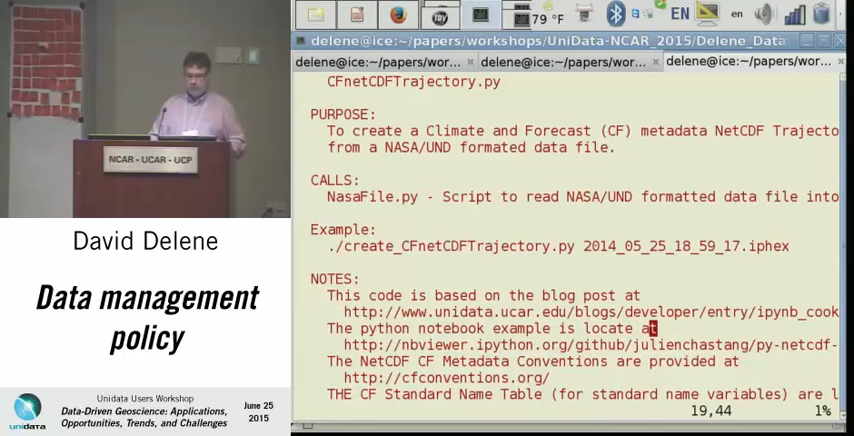 NCAR • UCAR • UCP
David Delene
Data management
policy
unidata
Unidata Users Workshop
Data-Driven Geoscience: Applications,
Opportunities, Trends, and Challenges
June 25
2015
79 °F
EN
en
delene@ice:~/papers/workshops/UniData-NCAR_2015/Delene_Data
delene@ice:~/papers/wor...
delene@ice:~/papers/wor...
delene@ice:~/papers/wor...
CFnetCDFTrajectory.py
PURPOSE:
To create a Climate and Forecast (CF) metadata NetCDF Trajecto
from a NASA/UND formated data file.
CALLS:
NasaFile.py - Script to read NASA/UND formatted data file into
Example:
./create_CFnetCDFTrajectory.py 2014_05_25_18_59_17.iphex
NOTES:
This code is based on the blog post at
http://www.unidata.ucar.edu/blogs/developer/entry/ipynb_cook
The python notebook example is locate at
http://nbviewer.ipython.org/github/julienchastang/py-netcdf-
The NetCDF CF Metadata Conventions are provided at
http://cfconventions.org/
THE CF Standard Name Table (for standard name variables) are l
19,44 1%